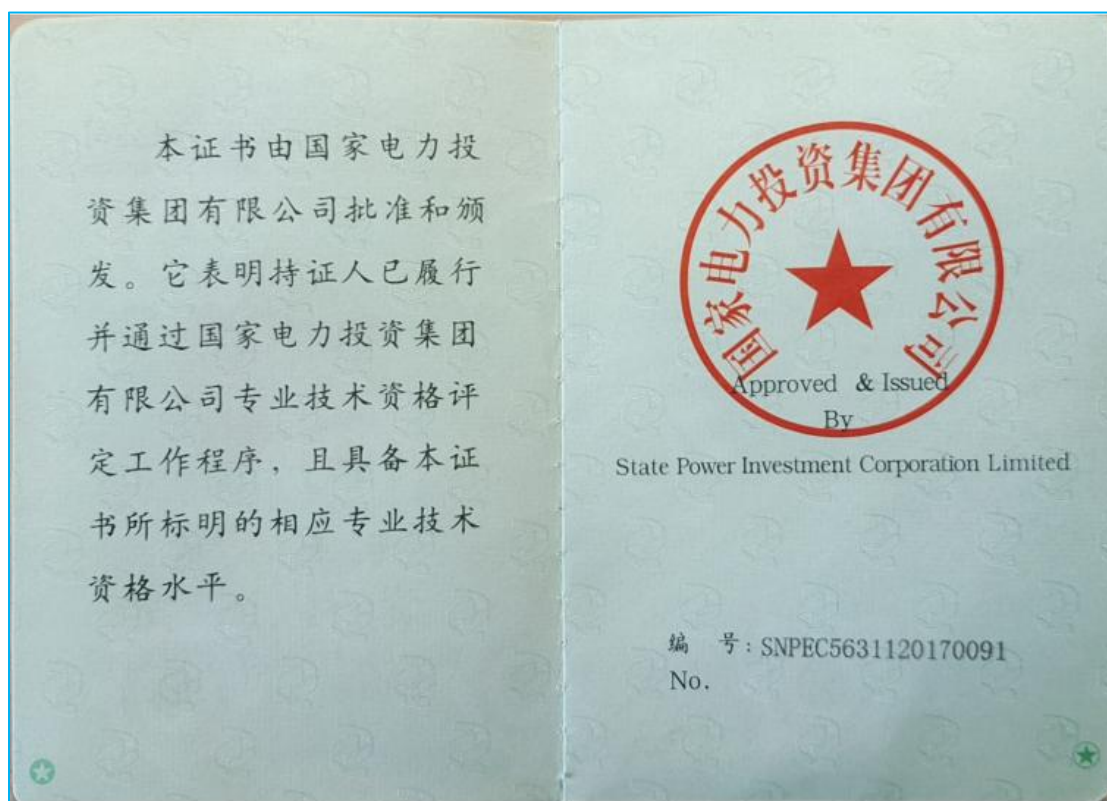 本证书由国家电力投
资集团有限公司批准和颁
发。它表明持证人已履行
并通过国家电力投资集团
有限公司专业技术资格评
定工作程序，且具备本证
书所标明的相应专业技术
资格水平。
国家电力投资集团有限公司
Approved & Issued
By
State Power Investment Corporation Limited
编 号：SNPEC5631120170091
No.